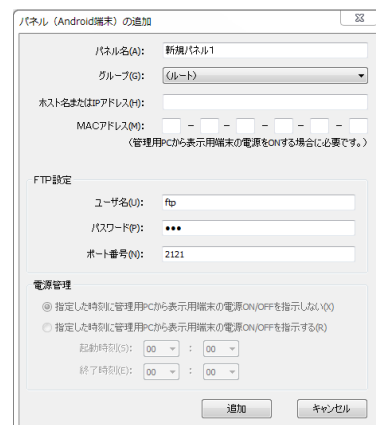 パネル（Android端末）の追加
パネル名(A): 新規パネル1
グループ(G): (ルート)
ホスト名またはIPアドレス(H):
MACアドレス(M): - - - - -
(管理用PCから表示用端末の電源をONする場合に必要です。)
FTP設定
ユーザ名(U): ftp
パスワード(P): ●●●
ポート番号(N): 2121
電源管理
指定した時刻に管理用PCから表示用端末の電源ON/OFFを指示しない(X)
指定した時刻に管理用PCから表示用端末の電源ON/OFFを指示する(R)
起動時刻(S): 00 : 00
終了時刻(E): 00 : 00
追加 キャンセル